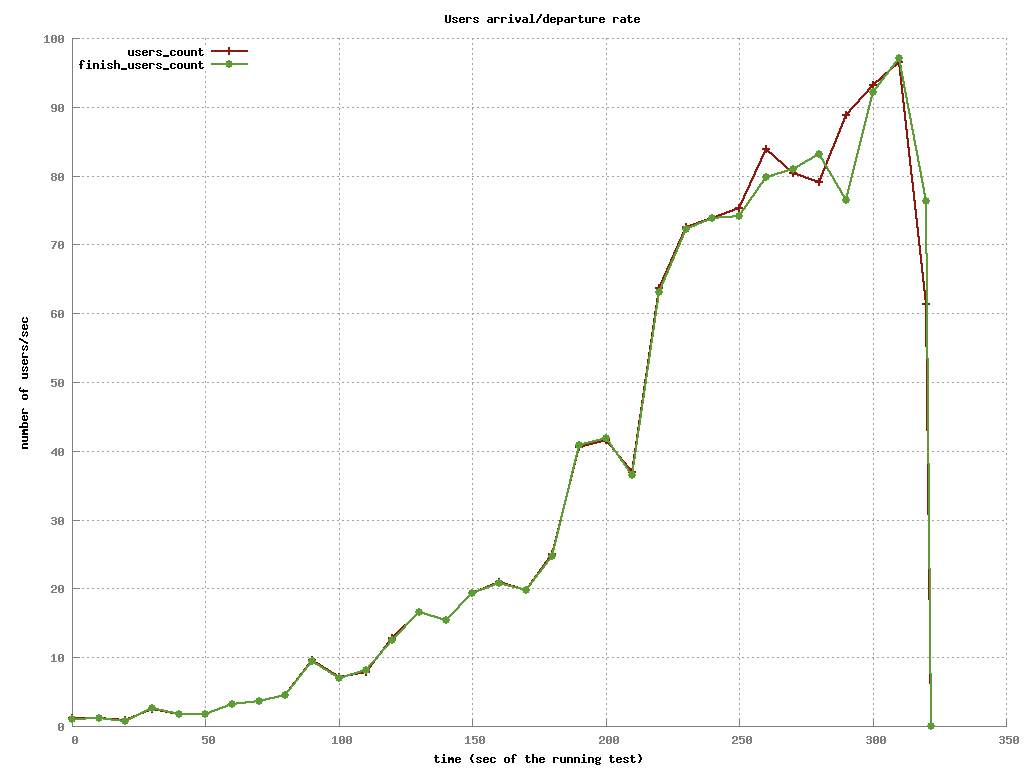 Users arrival/departure rate
users_count
finish_users_count
100
90
80
70
60
50
40
30
20
10
0
number of users/sec
0 50 100 150 200 250 300 350
time (sec of the running test)